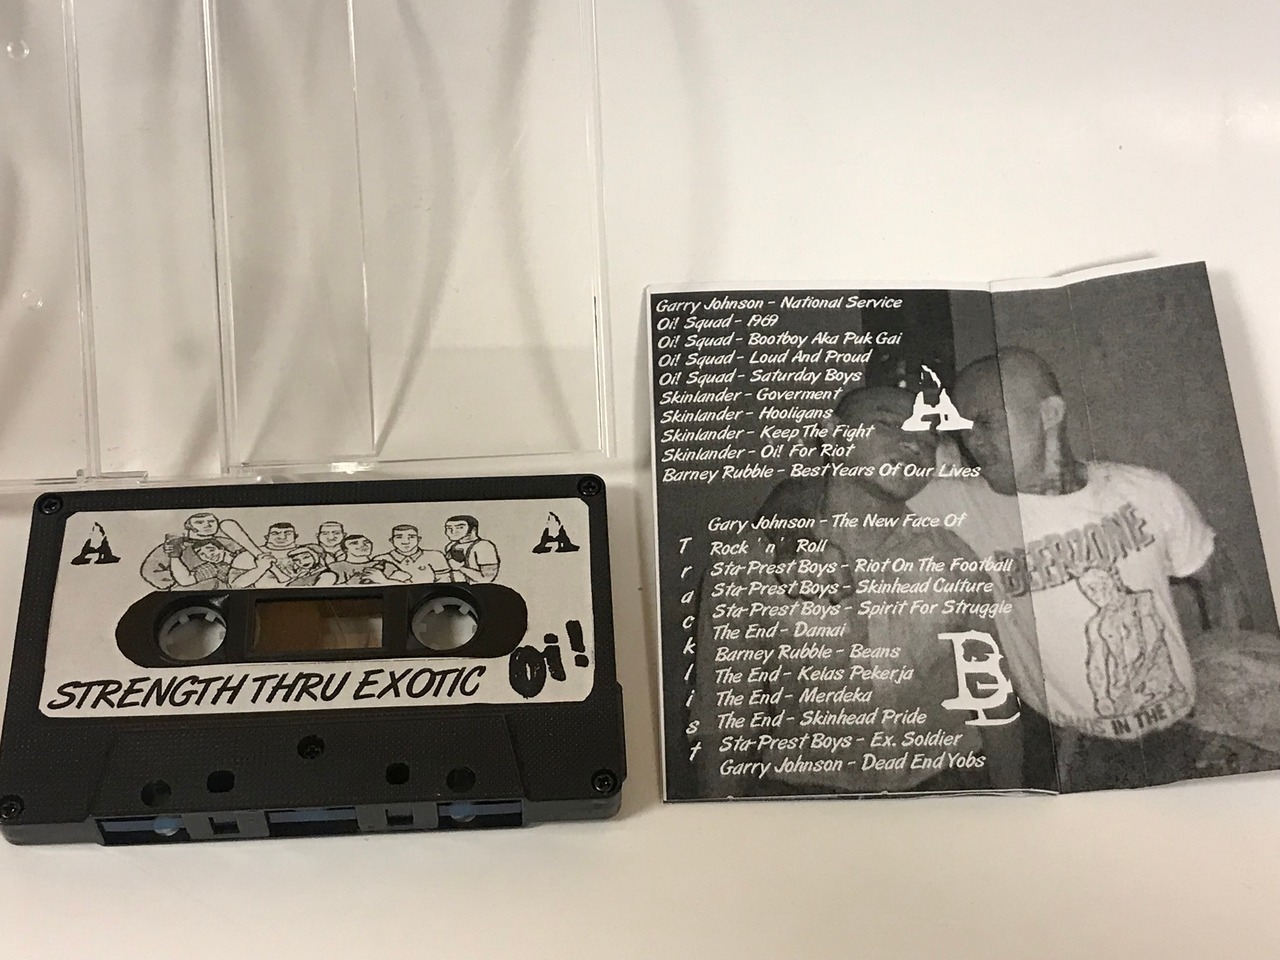 A
A
STRENGTH THRU EXOTIC Oi!
Garry Johnson - National Service
Oi! Squad - 1969
Oi! Squad - Bootboy Aka Puk Gai
Oi! Squad - Loud And Proud
Oi! Squad - Saturday Boys
Skinlander - Goverment
Skinlander - Hooligans
Skinlander - Keep The Fight
Skinlander - Oi! For Riot
Barney Rubble - Best Years Of Our Lives
A
Tracklist
Gary Johnson - The New Face Of
Rock 'n' Roll
Sta-Prest Boys - Riot On The Football
Sta-Prest Boys - Skinhead Culture
Sta-Prest Boys - Spirit For Struggle
The End - Damai
Barney Rubble - Beans
The End - Kelas Pekerja
The End - Merdeka
The End - Skinhead Pride
Sta-Prest Boys - Ex. Soldier
Garry Johnson - Dead End Yobs
B
BEERZONE
IN THE